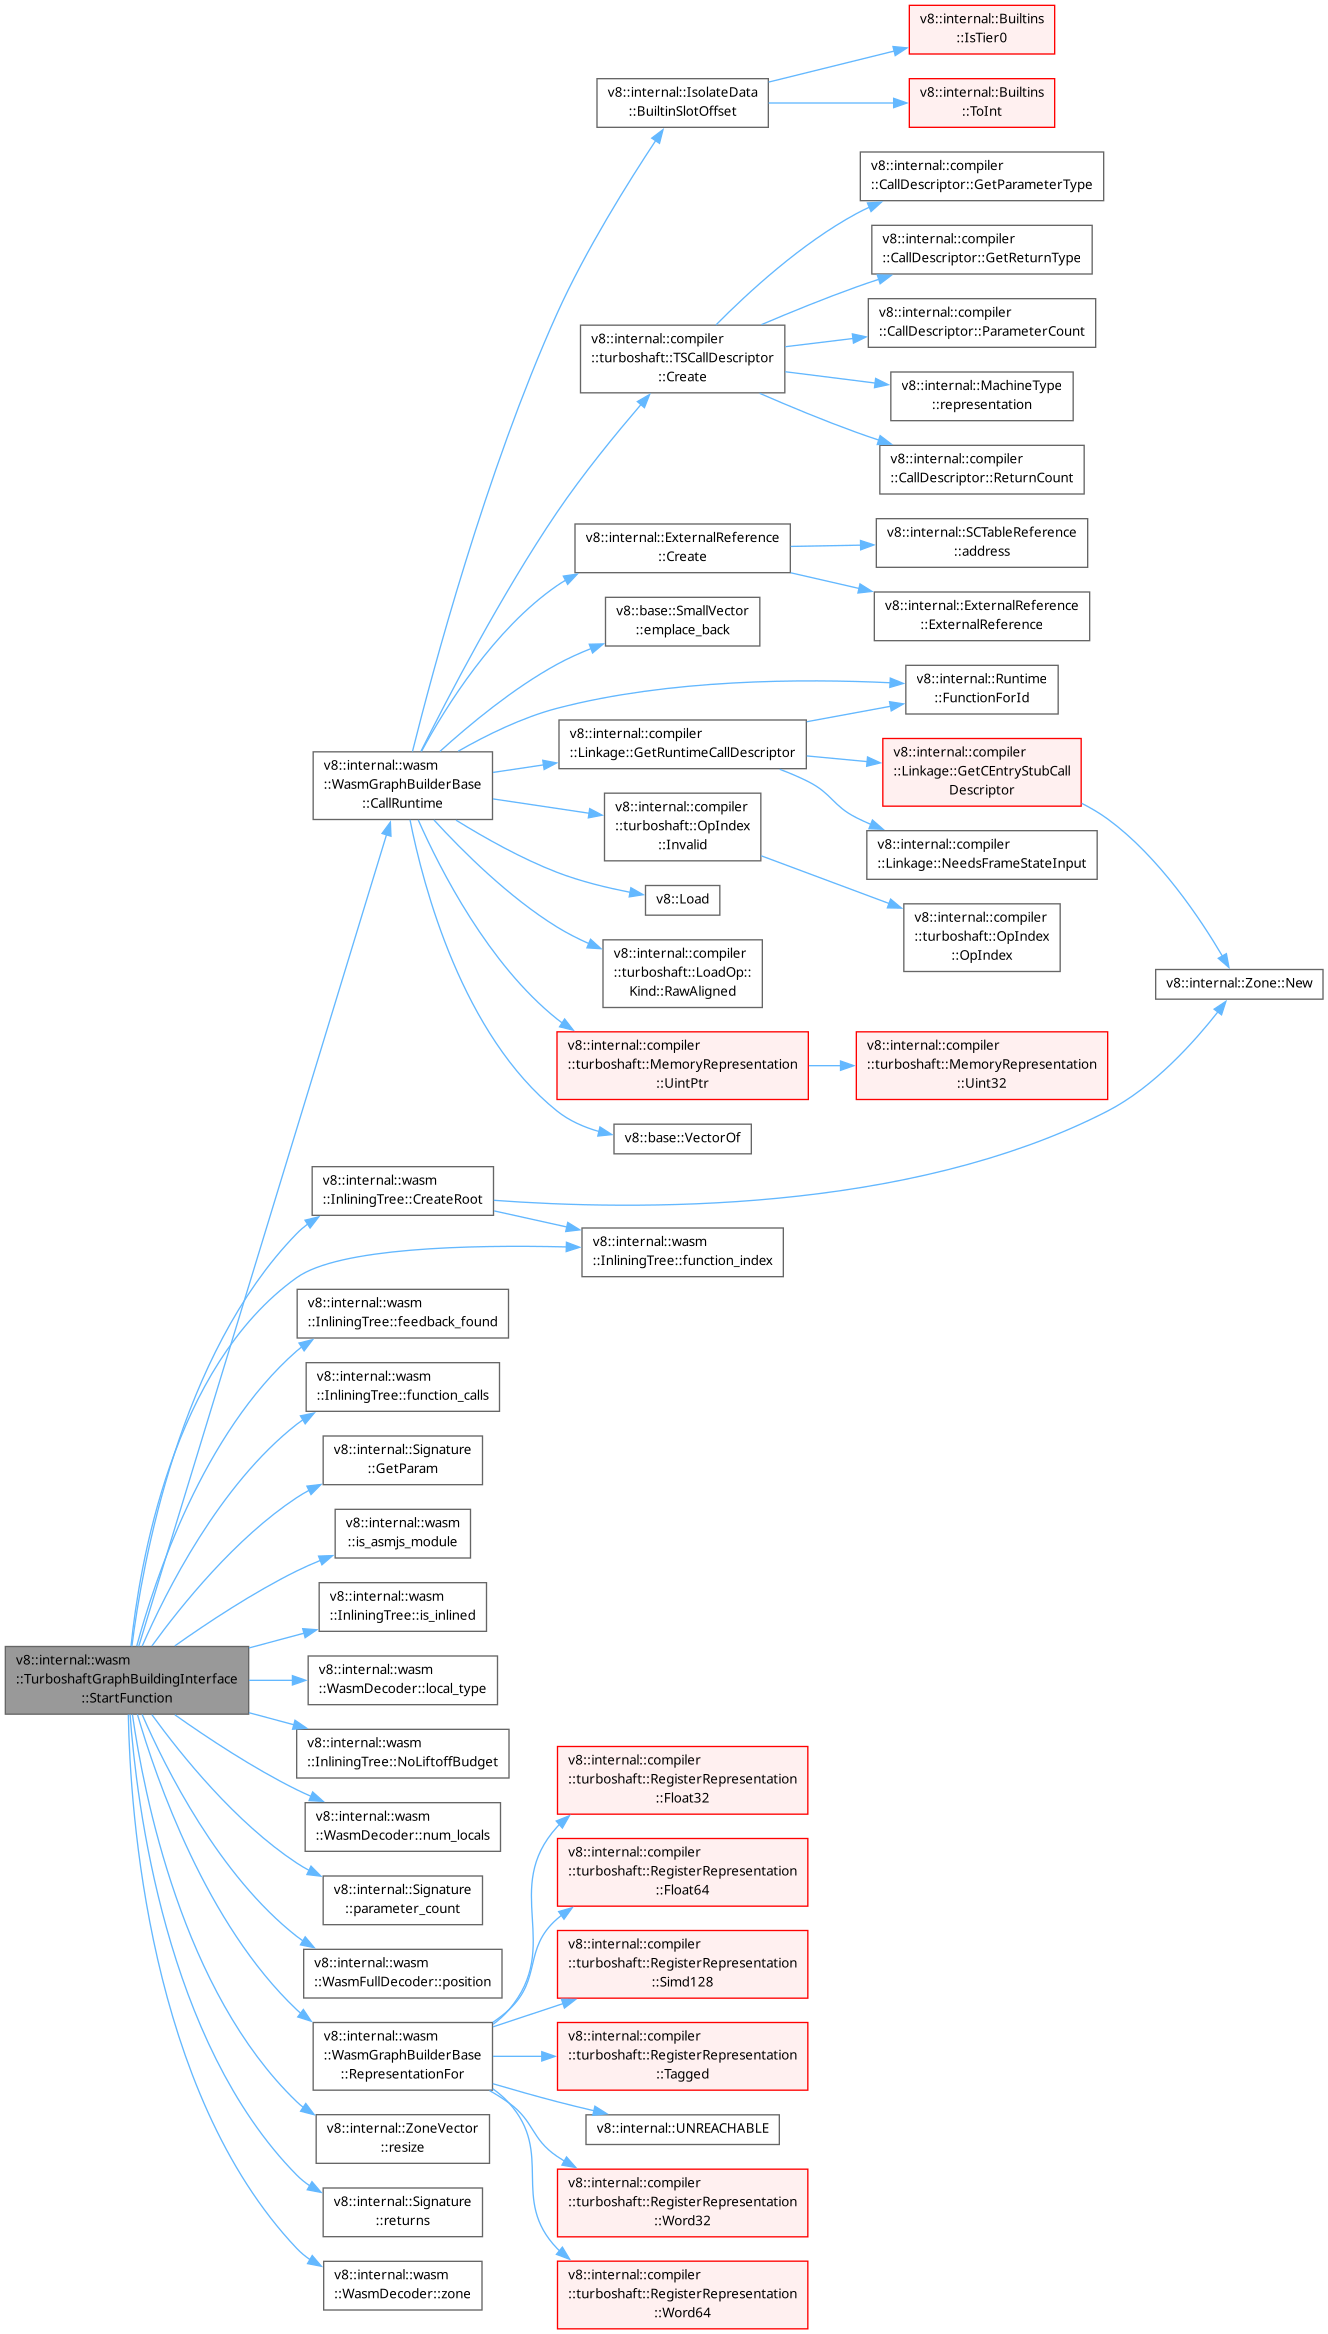 v8::internal::Builtins
::IsTier0
v8::internal::IsolateData
::BuiltinSlotOffset
v8::internal::Builtins
::ToInt
v8::internal::compiler
::CallDescriptor::GetParameterType
v8::internal::compiler
::CallDescriptor::GetReturnType
v8::internal::compiler
::CallDescriptor::ParameterCount
v8::internal::compiler
::turboshaft::TSCallDescriptor
::Create
v8::internal::MachineType
::representation
v8::internal::compiler
::CallDescriptor::ReturnCount
v8::internal::ExternalReference
::Create
v8::internal::SCTableReference
::address
v8::internal::ExternalReference
::ExternalReference
v8::base::SmallVector
::emplace_back
v8::internal::Runtime
::FunctionForId
v8::internal::compiler
::Linkage::GetRuntimeCallDescriptor
v8::internal::compiler
::Linkage::GetCEntryStubCall
Descriptor
v8::internal::wasm
::WasmGraphBuilderBase
::CallRuntime
v8::internal::compiler
::turboshaft::OpIndex
::Invalid
v8::internal::compiler
::Linkage::NeedsFrameStateInput
v8::Load
v8::internal::compiler
::turboshaft::OpIndex
::OpIndex
v8::internal::compiler
::turboshaft::LoadOp::
Kind::RawAligned
v8::internal::Zone::New
v8::internal::compiler
::turboshaft::MemoryRepresentation
::UintPtr
v8::internal::compiler
::turboshaft::MemoryRepresentation
::Uint32
v8::base::VectorOf
v8::internal::wasm
::InliningTree::CreateRoot
v8::internal::wasm
::InliningTree::function_index
v8::internal::wasm
::InliningTree::feedback_found
v8::internal::wasm
::InliningTree::function_calls
v8::internal::Signature
::GetParam
v8::internal::wasm
::is_asmjs_module
v8::internal::wasm
::InliningTree::is_inlined
v8::internal::wasm
::TurboshaftGraphBuildingInterface
::StartFunction
v8::internal::wasm
::WasmDecoder::local_type
v8::internal::wasm
::InliningTree::NoLiftoffBudget
v8::internal::compiler
::turboshaft::RegisterRepresentation
::Float32
v8::internal::wasm
::WasmDecoder::num_locals
v8::internal::compiler
::turboshaft::RegisterRepresentation
::Float64
v8::internal::Signature
::parameter_count
v8::internal::wasm
::WasmFullDecoder::position
v8::internal::compiler
::turboshaft::RegisterRepresentation
::Simd128
v8::internal::wasm
::WasmGraphBuilderBase
::RepresentationFor
v8::internal::compiler
::turboshaft::RegisterRepresentation
::Tagged
v8::internal::ZoneVector
::resize
v8::internal::UNREACHABLE
v8::internal::Signature
::returns
v8::internal::compiler
::turboshaft::RegisterRepresentation
::Word32
v8::internal::wasm
::WasmDecoder::zone
v8::internal::compiler
::turboshaft::RegisterRepresentation
::Word64